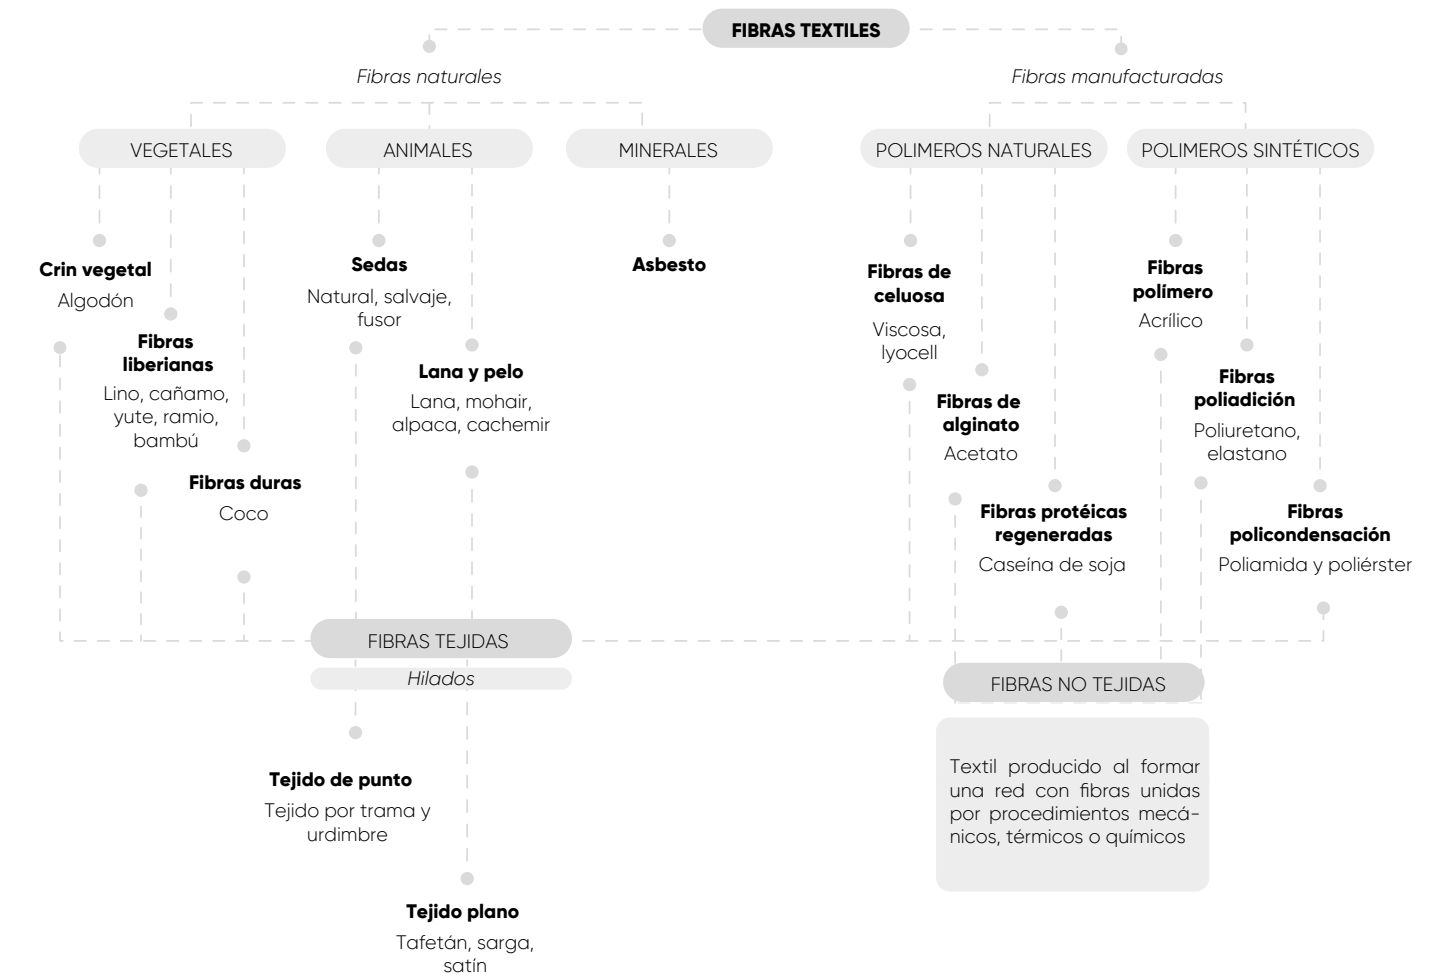 FIBRAS TEXTILES
Fibras naturales
Fibras manufacturadas
VEGETALES
ANIMALES
MINERALES
POLIMEROS NATURALES
POLIMEROS SINTÉTICOS
Crin vegetal
Algodón
Fibras
liberianas
Lino, cañamo,
yute, ramio,
bambú
Fibras duras
Coco
Sedas
Natural, salvaje,
fusor
Lana y pelo
Lana, mohair,
alpaca, cachemir
Asbesto
Fibras de
celuosa
Viscosa,
lyocell
Fibras de
alginato
Acetato
Fibras protéicas
regeneradas
Caseína de soja
Fibras
polímero
Acrílico
Fibras
poliadición
Poliuretano,
elastano
Fibras
policondensación
Poliamida y poliérster
FIBRAS TEJIDAS
Hilados
Tejido de punto
Tejido por trama y
urdimbre
Tejido plano
Tafetán, sarga,
satín
FIBRAS NO TEJIDAS
Textil producido al formar
una red con fibras unidas
por procedimientos mecá-
nicos, térmicos o químicos